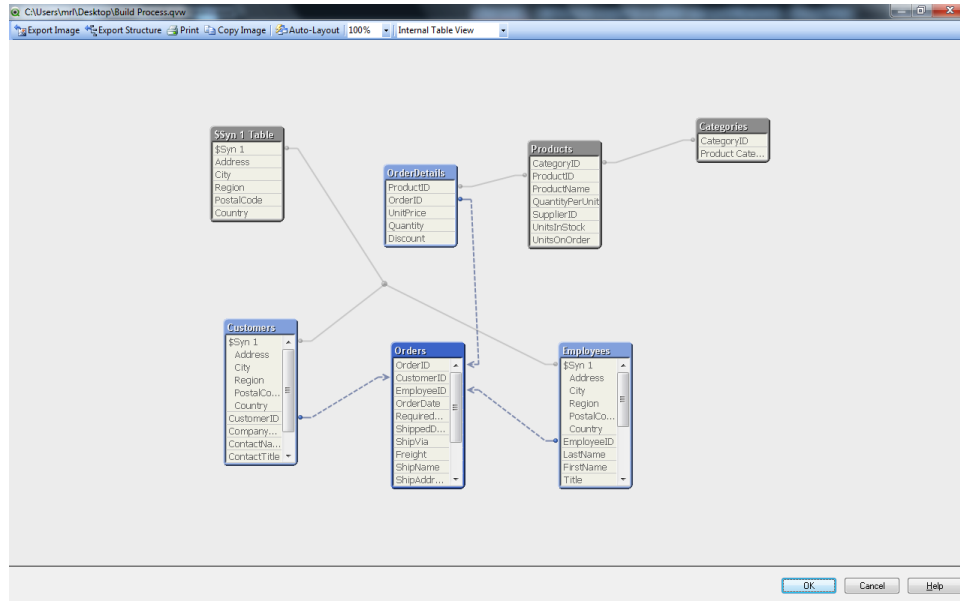 C:\Users\mrl\Desktop\Build Process.qvw
Export Image Export Structure Print Copy Image Auto-Layout 100% Internal Table View
$Syn 1 Table
$Syn 1
Address
City
Region
PostalCode
Country
OrderDetails
ProductID
OrderID
UnitPrice
Quantity
Discount
Products
CategoryID
ProductID
ProductName
QuantityPerUnit
SupplierID
UnitsInStock
UnitsOnOrder
Categories
CategoryID
Product Cate...
Customers
$Syn 1
Address
City
Region
PostalCo...
Country
CustomerID
Company...
ContactNa...
ContactTitle
Orders
OrderID
CustomerID
EmployeeID
OrderDate
Required...
ShippedD...
ShipVia
Freight
ShipName
ShipAddr...
Employees
$Syn 1
Address
City
Region
PostalCo...
Country
EmployeeID
LastName
FirstName
Title
OK Cancel Help